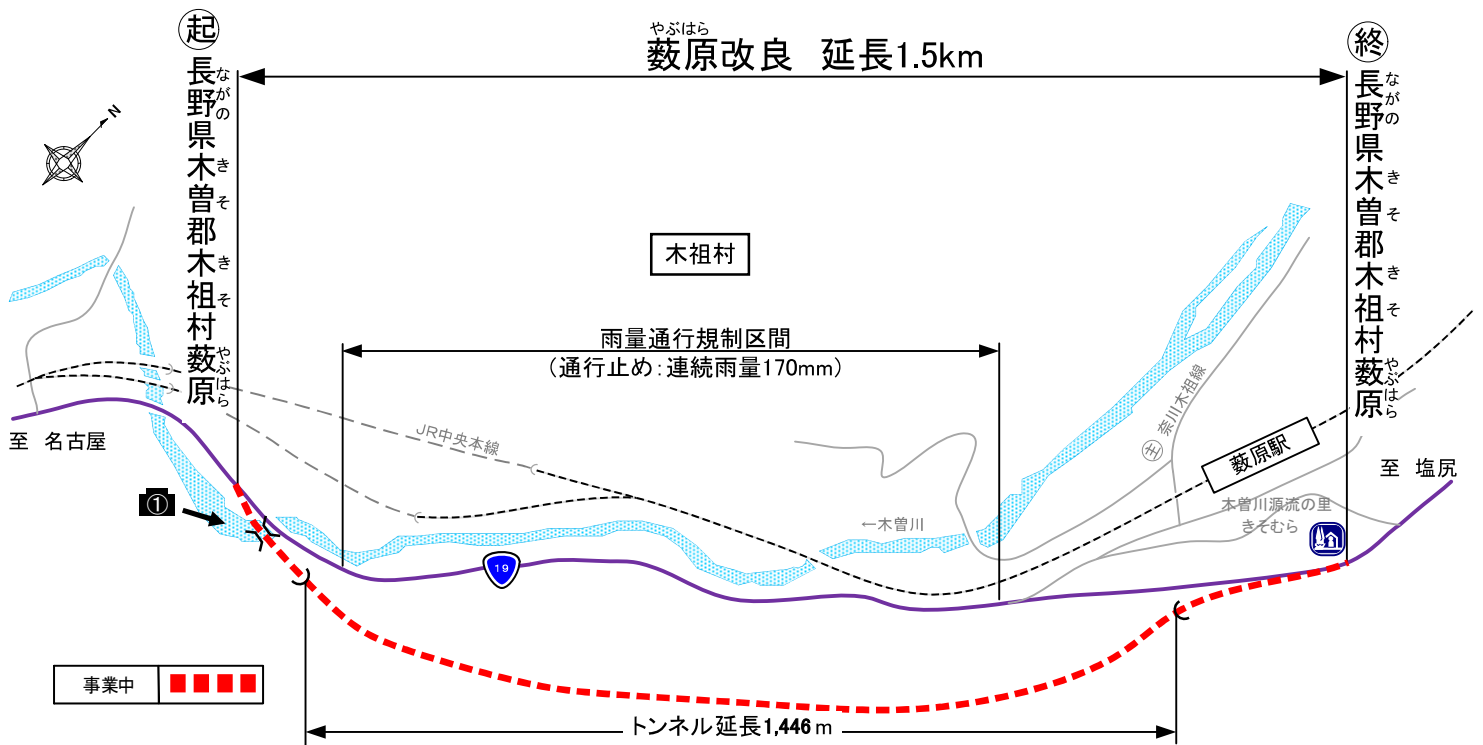 やぶはら
薮原改良 延長1.5km
起
長野県木曽郡木祖村薮原
ながの
きそ
きそ
やぶはら
終
長野県木曽郡木祖村薮原
ながの
きそ
きそ
やぶはら
N
木祖村
雨量通行規制区間
（通行止め：連続雨量170mm）
JR中央本線
主 奈川木祖線
薮原駅
至 名古屋
至 塩尻
①
←木曽川
木曽川源流の里
きそむら
19
事業中
トンネル延長1,446m